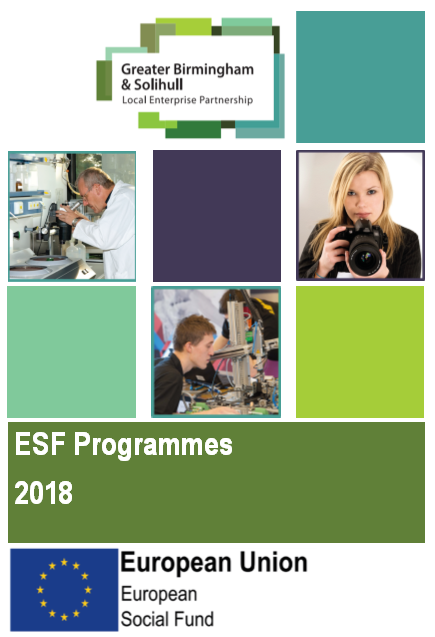 Greater Birmingham
& Solihull
Local Enterprise Partnership
ESF Programmes
2018
European Union
European
Social Fund